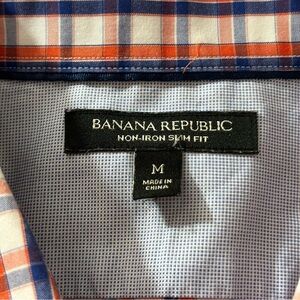 BANANA REPUBLIC
NON-IRON SLIM FIT
M
MADE IN
CHINA